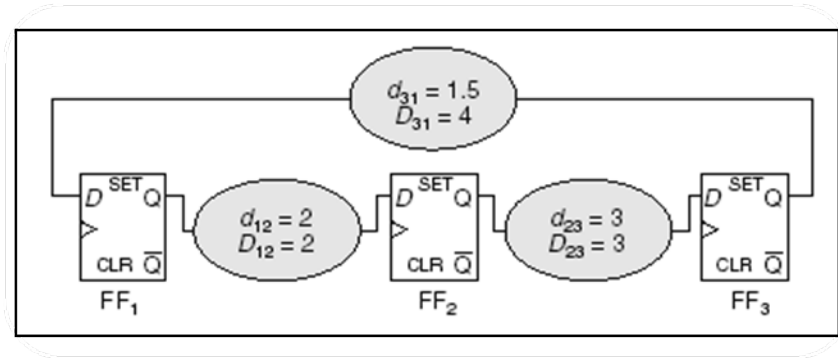 d₃₁ = 1.5
D₃₁ = 4
D SET Q
CLR Q̅
FF₁
d₁₂ = 2
D₁₂ = 2
D SET Q
CLR Q̅
FF₂
d₂₃ = 3
D₂₃ = 3
D SET Q
CLR Q̅
FF₃